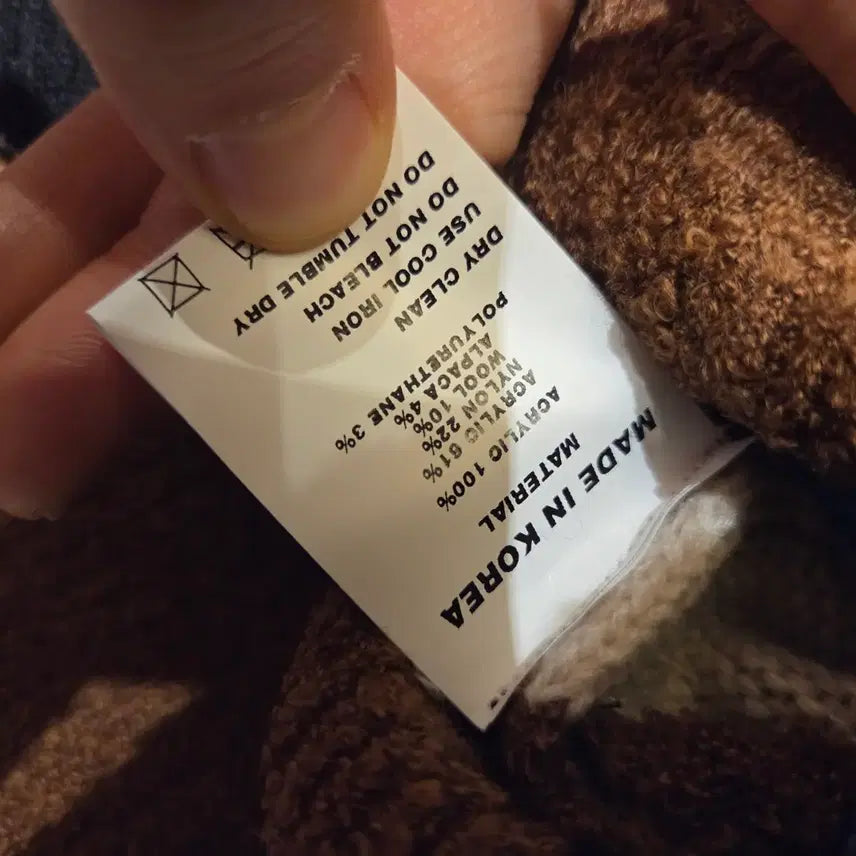 MADE IN KOREA
MATERIAL
ACRYLIC 100%
ACRYLIC 61%
NYLON 22%
WOOL 10%
ALPACA 4%
POLYURETHANE 3%
DRY CLEAN
USE COOL IRON
DO NOT BLEACH
DO NOT TUMBLE DRY